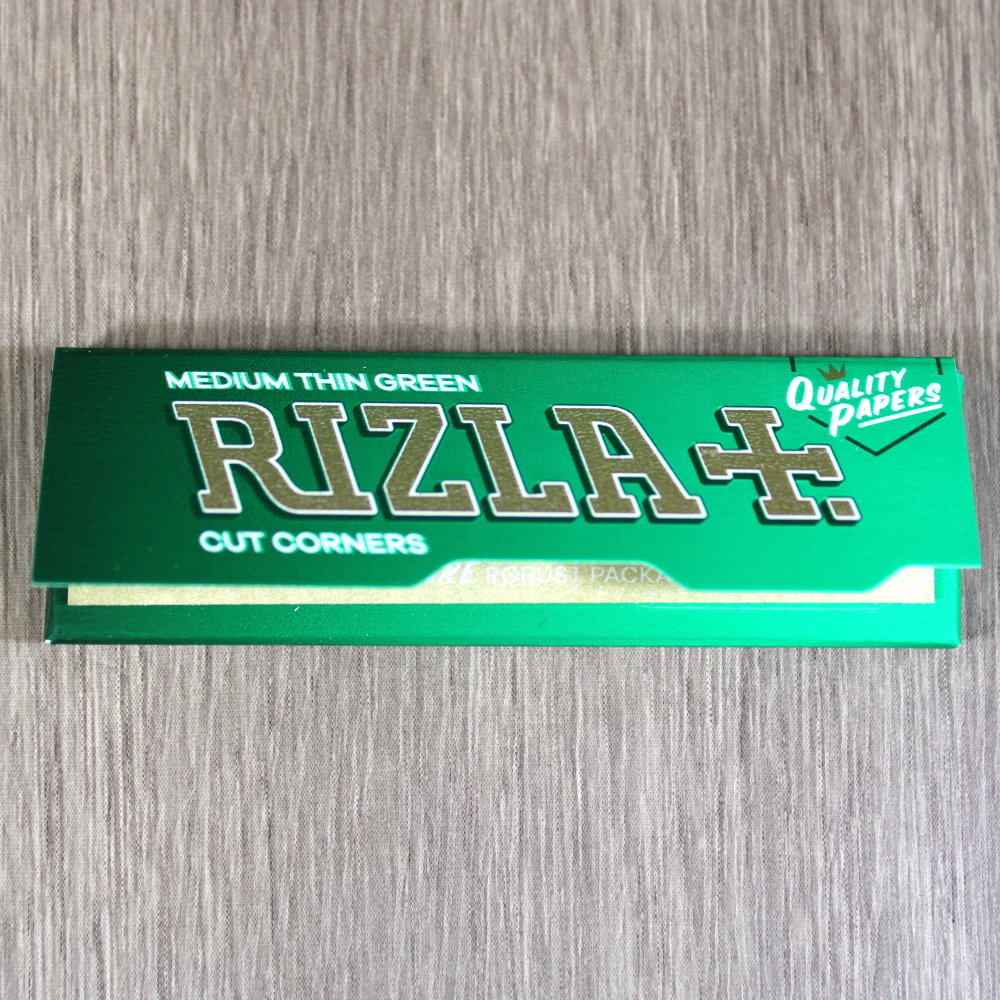 MEDIUM THIN GREEN
QUALITY
PAPERS
RIZLA+.
CUT CORNERS
ROBUST